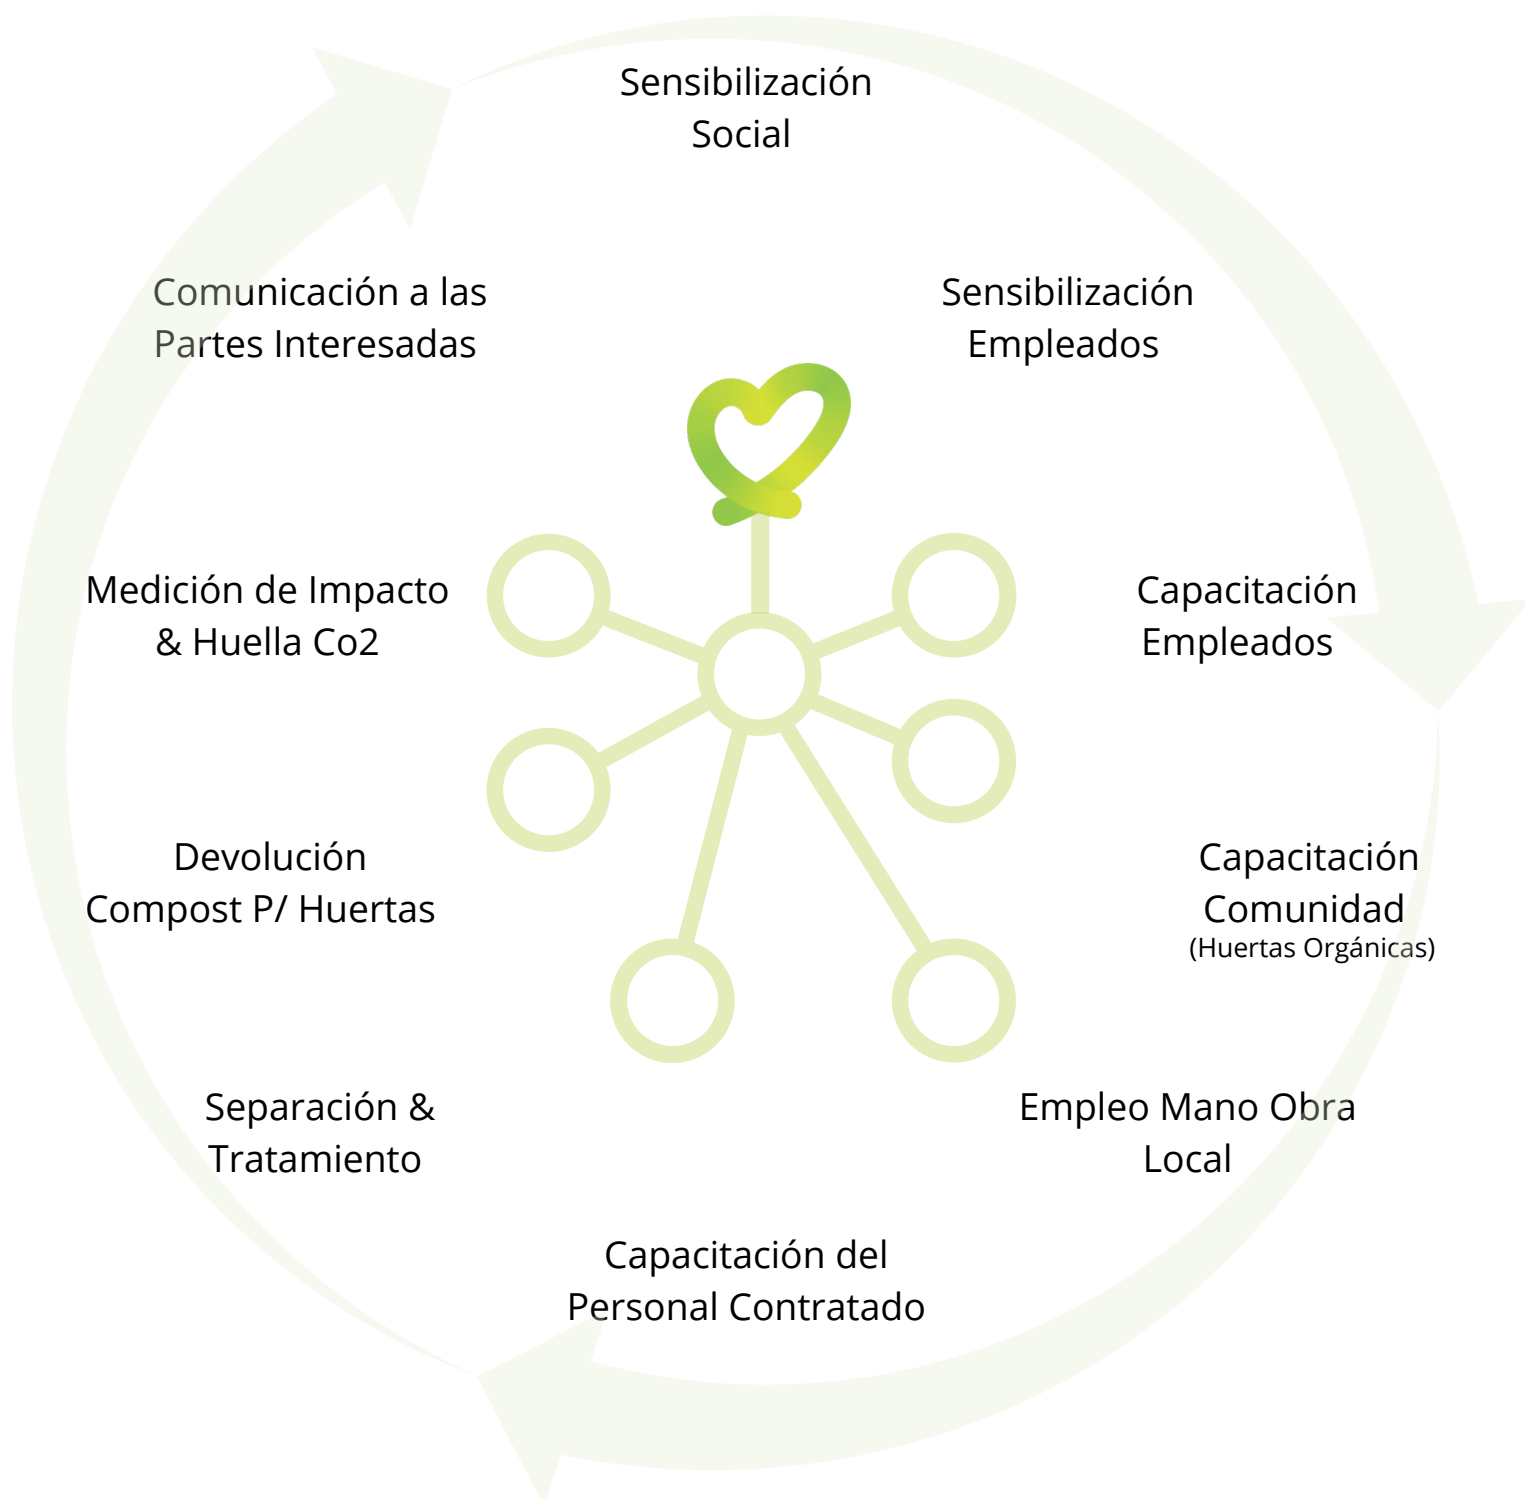 Sensibilización
Social
Sensibilización
Empleados
Capacitación
Empleados
Capacitación
Comunidad
(Huertas Orgánicas)
Empleo Mano Obra
Local
Capacitación del
Personal Contratado
Separación &
Tratamiento
Devolución
Compost P/ Huertas
Medición de Impacto
& Huella Co2
Comunicación a las
Partes Interesadas